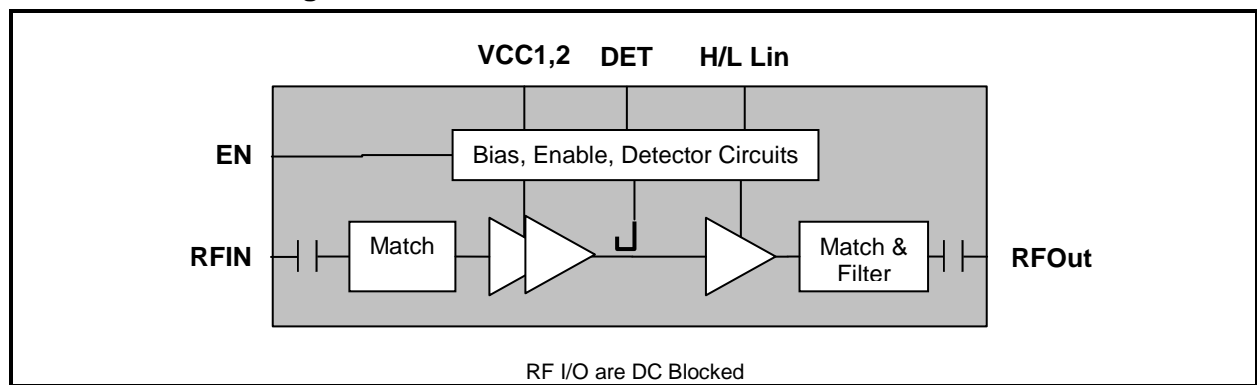 VCC1,2 DET H/L Lin
EN
Bias, Enable, Detector Circuits
RFIN
Match
Match &
Filter
RFOut
RF I/O are DC Blocked